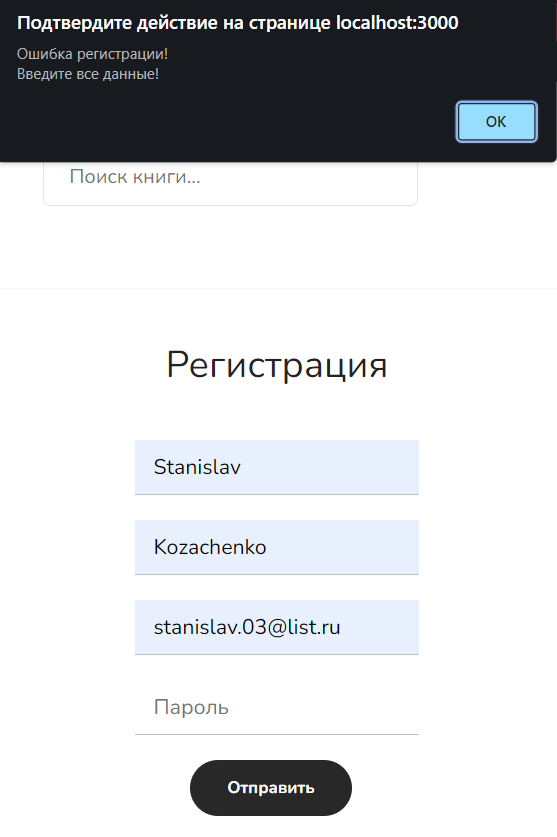 Подтвердите действие на странице localhost:3000
Ошибка регистрации!
Введите все данные!
ОК
Поиск книги...
Регистрация
Stanislav
Kozachenko
stanislav.03@list.ru
Пароль
Отправить